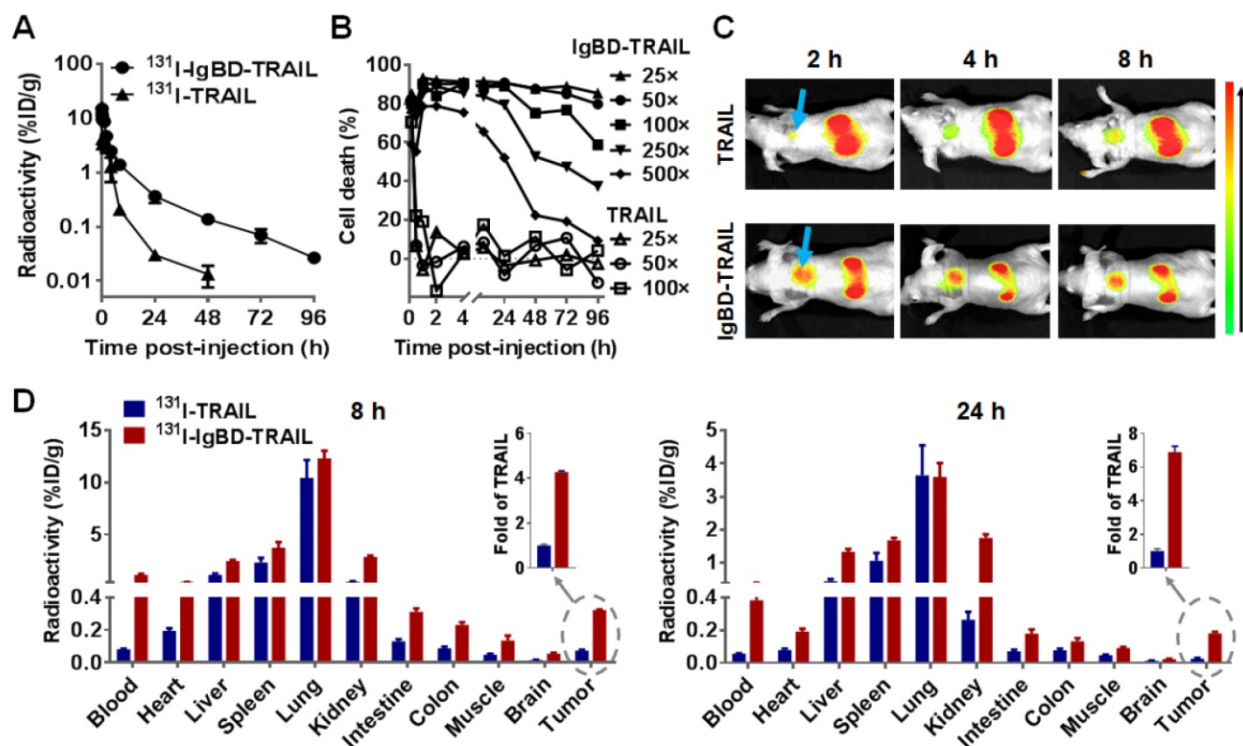 A
Radioactivity (%ID/g)
100
10
1
0.1
0.01
131I-IgBD-TRAIL
131I-TRAIL
0 24 48 72 96
Time post-injection (h)
B
Cell death (%)
100
80
60
40
20
0
0 2 4 24 48 72 96
Time post-injection (h)
IgBD-TRAIL
25×
50×
100×
250×
500×
TRAIL
25×
50×
100×
C
2 h 4 h 8 h
TRAIL
IgBD-TRAIL
D
131I-TRAIL
131I-IgBD-TRAIL
8 h
Radioactivity (%ID/g)
15
10
5
0.4
0.2
0.0
Fold of TRAIL
6
4
2
0
Blood Heart Liver Spleen Lung Kidney Intestine Colon Muscle Brain Tumor
24 h
Radioactivity (%ID/g)
5
4
3
2
1
0.4
0.2
0.0
Fold of TRAIL
8
6
4
2
0
Blood Heart Liver Spleen Lung Kidney Intestine Colon Muscle Brain Tumor